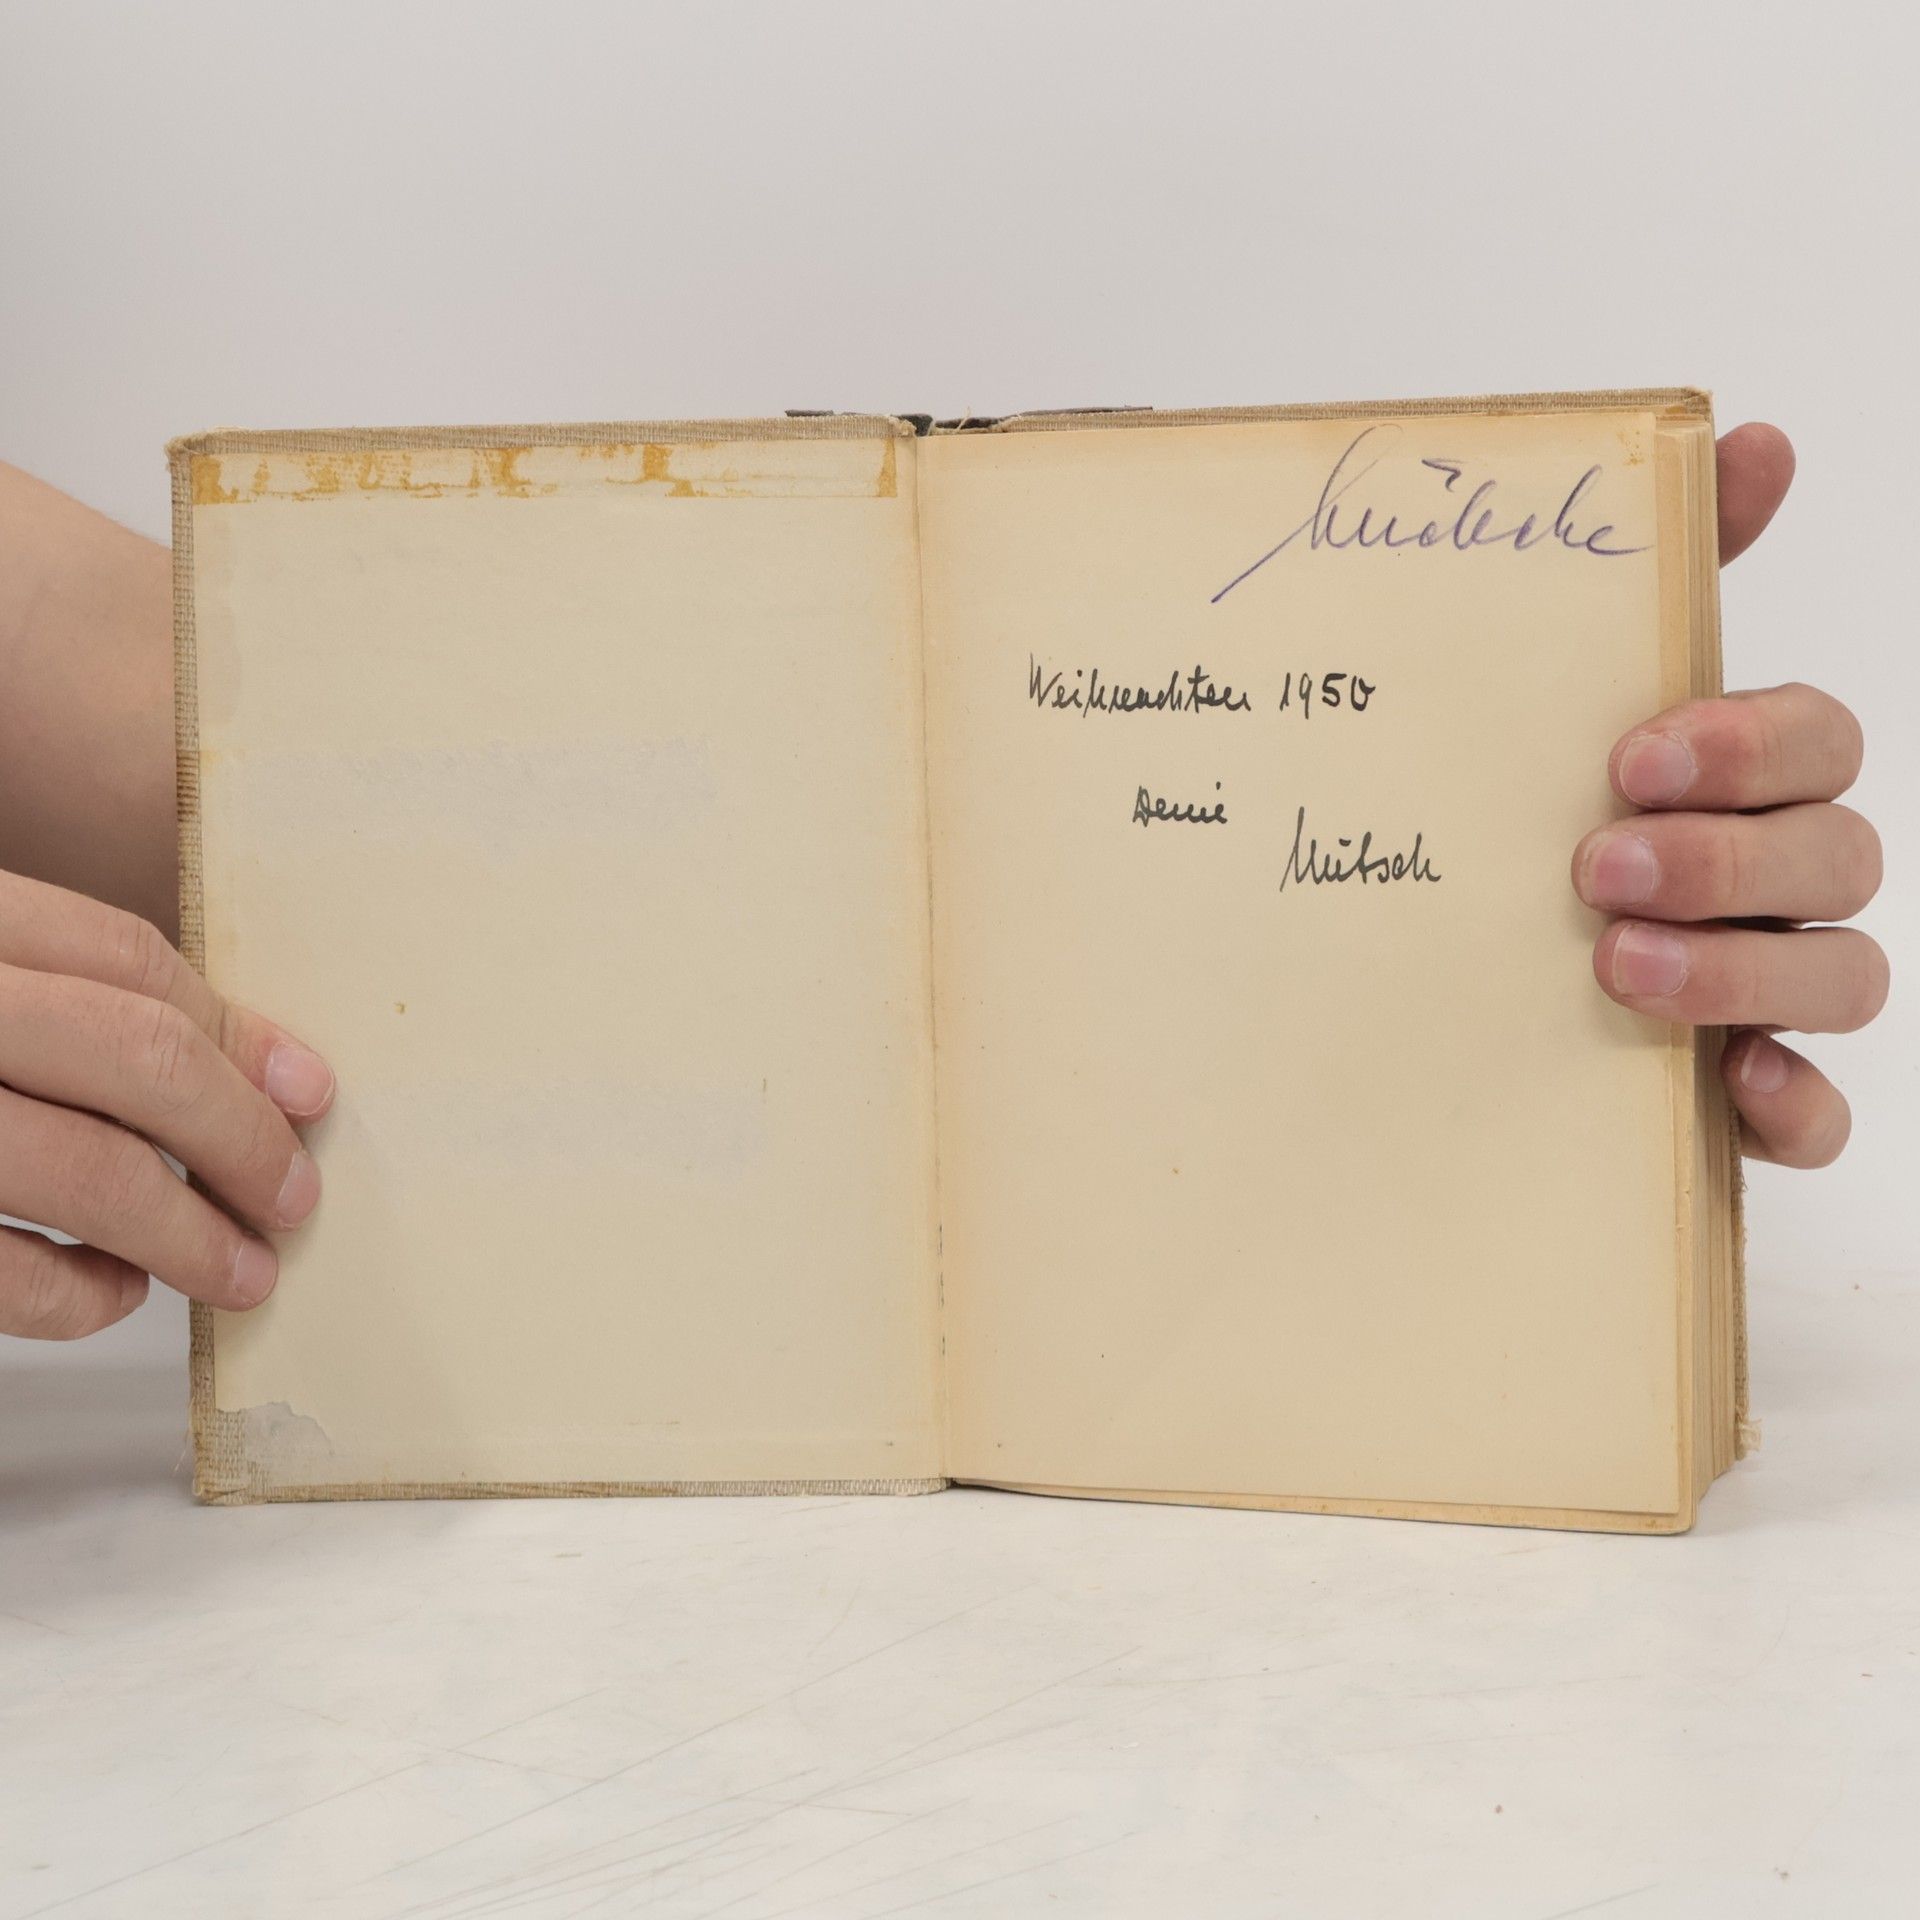 Weihnachten 1950
Deine
Mutsch